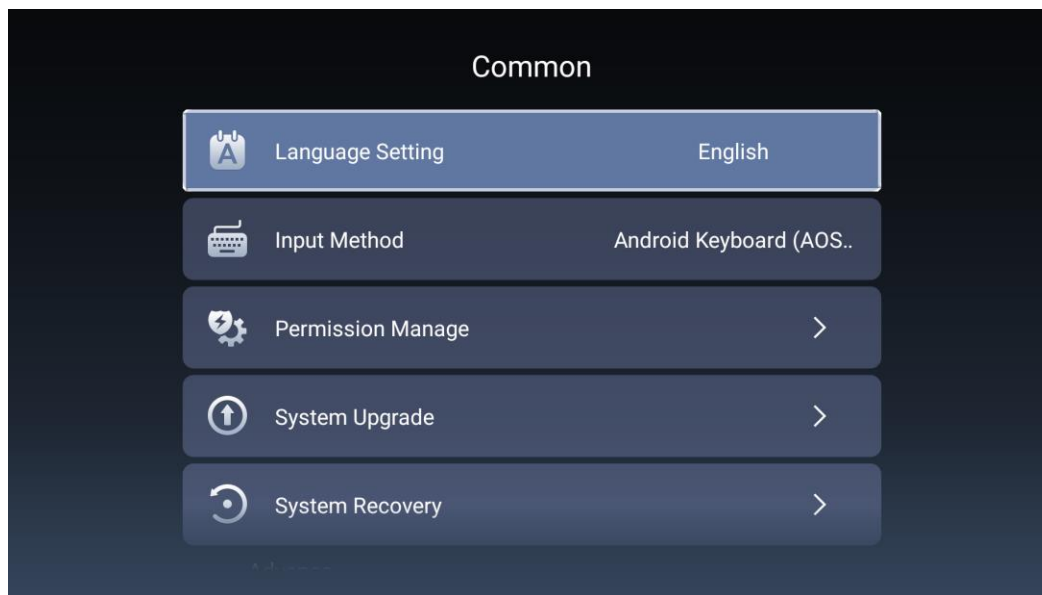 Common
Language Setting English
Input Method Android Keyboard (AOS..
Permission Manage
System Upgrade
System Recovery